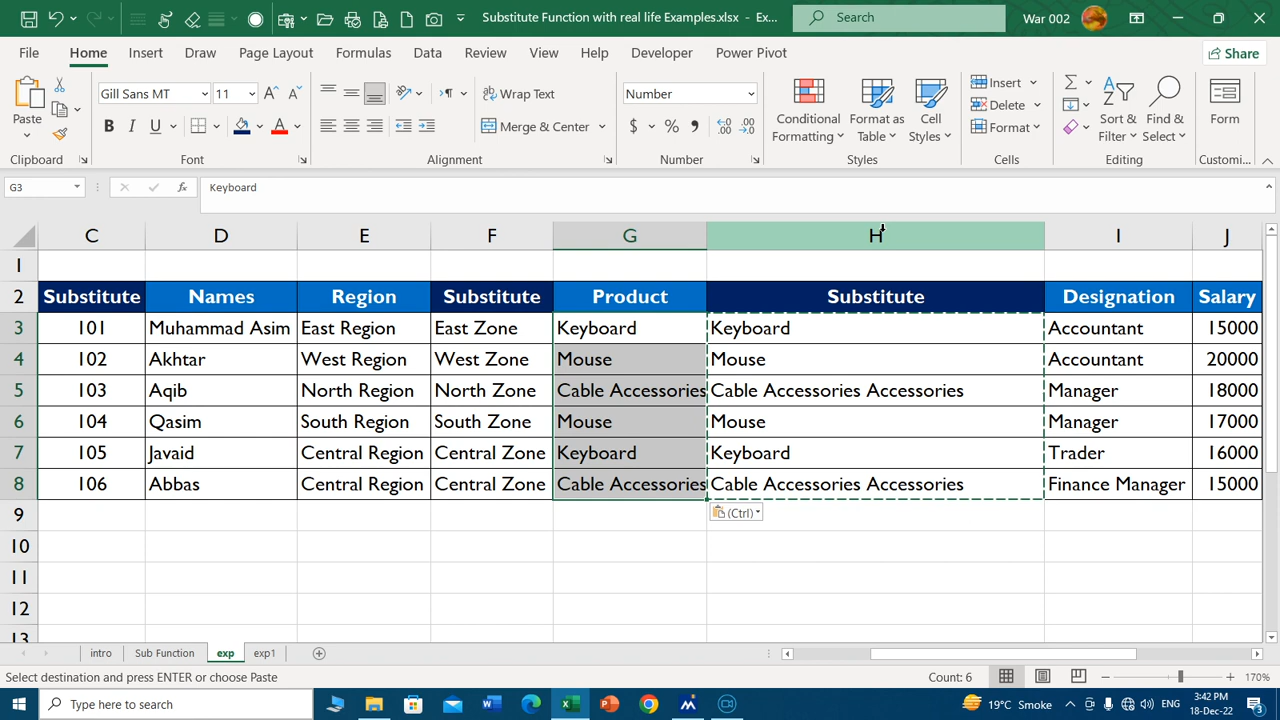 Substitute Function with real life Examples.xlsx - Ex...
Search
War 002
File Home Insert Draw Page Layout Formulas Data Review View Help Developer Power Pivot
Share
Paste
Clipboard
Gill Sans MT 11
A A
B I U A
Font
Wrap Text
Merge & Center
Alignment
Number
$ % ,
Number
Conditional Formatting
Format as Table
Cell Styles
Styles
Insert
Delete
Format
Cells
Sort & Filter
Find & Select
Editing
Form
Customi...
G3 fx Keyboard
C D E F G H I J
1
2 Substitute Names Region Substitute Product Substitute Designation Salary
3 101 Muhammad Asim East Region East Zone Keyboard Keyboard Accountant 15000
4 102 Akhtar West Region West Zone Mouse Mouse Accountant 20000
5 103 Aqib North Region North Zone Cable Accessories Cable Accessories Accessories Manager 18000
6 104 Qasim South Region South Zone Mouse Mouse Manager 17000
7 105 Javaid Central Region Central Zone Keyboard Keyboard Trader 16000
8 106 Abbas Central Region Central Zone Cable Accessories Cable Accessories Accessories Finance Manager 15000
9 (Ctrl)
10
11
12
13
intro Sub Function exp exp1
Select destination and press ENTER or choose Paste Count: 6 170%
Type here to search
19°C Smoke ENG 3:42 PM
18-Dec-22 3